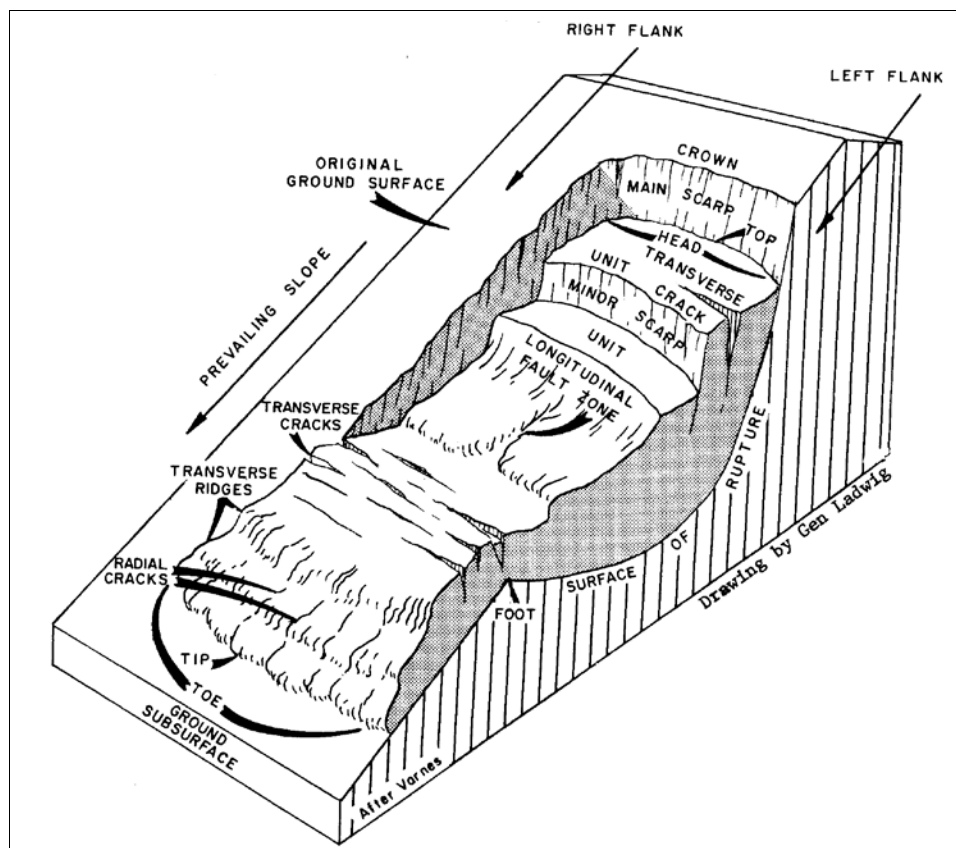 RIGHT FLANK
LEFT FLANK
ORIGINAL
GROUND SURFACE
CROWN
MAIN SCARP
TOP
HEAD
TRANSVERSE
CRACK
UNIT
MINOR SCARP
UNIT
LONGITUDINAL
FAULT ZONE
PREVAILING SLOPE
TRANSVERSE
CRACKS
TRANSVERSE
RIDGES
RADIAL
CRACKS
SURFACE OF RUPTURE
FOOT
TIP
TOE
GROUND
SUBSURFACE
After Varnes
Drawing by Gen Ladwig